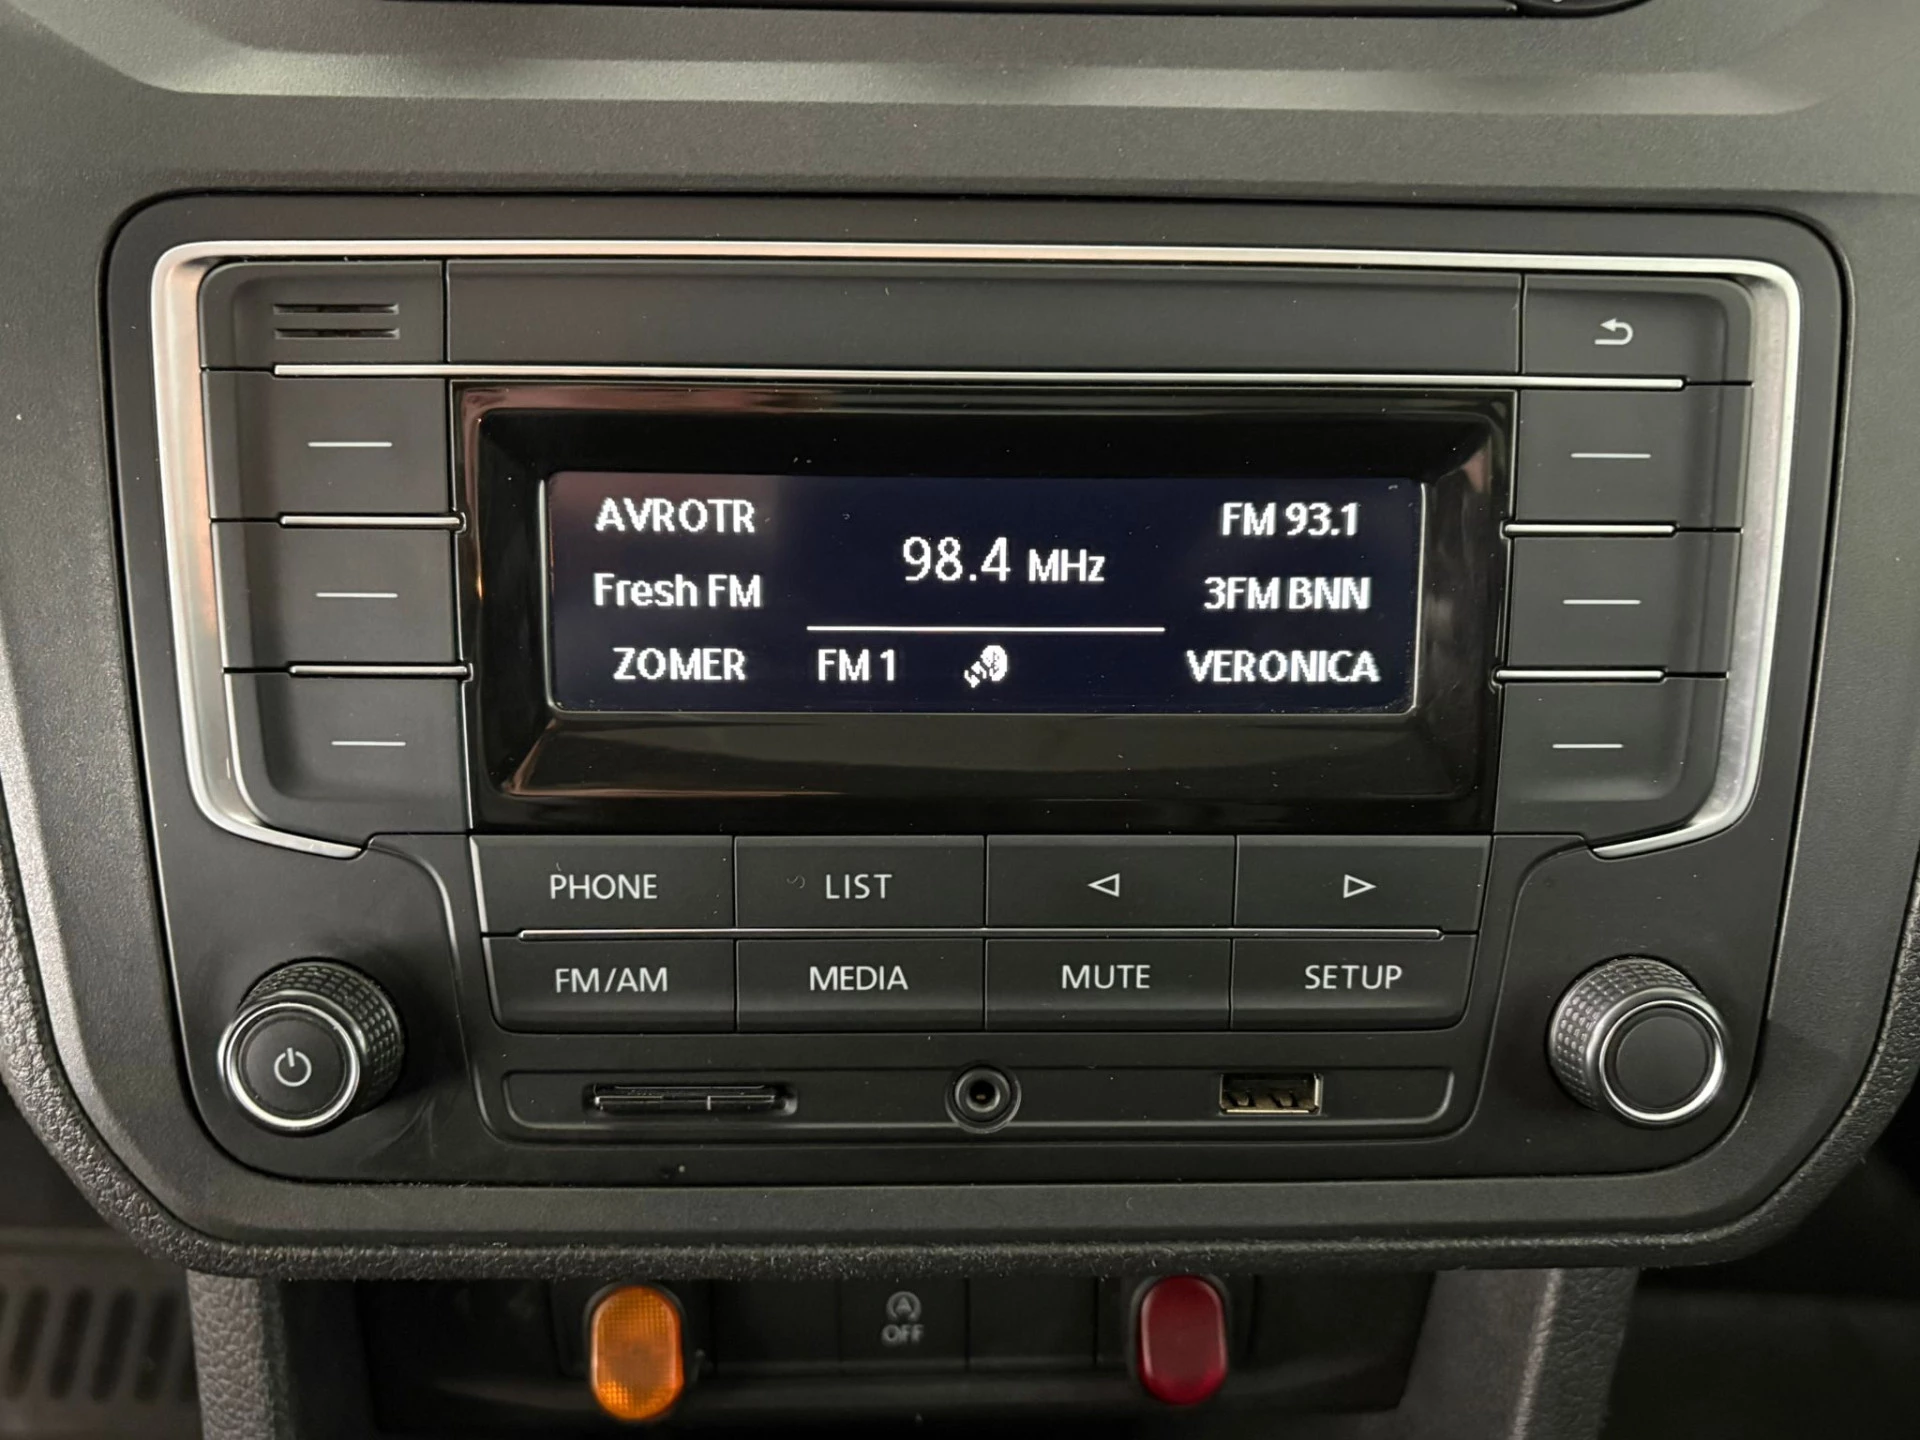 AVROTR
98.4 MHz
FM 93.1
Fresh FM
3FM BNN
ZOMER
FM 1
VERONICA
PHONE
LIST
FM/AM
MEDIA
MUTE
SETUP
A
OFF